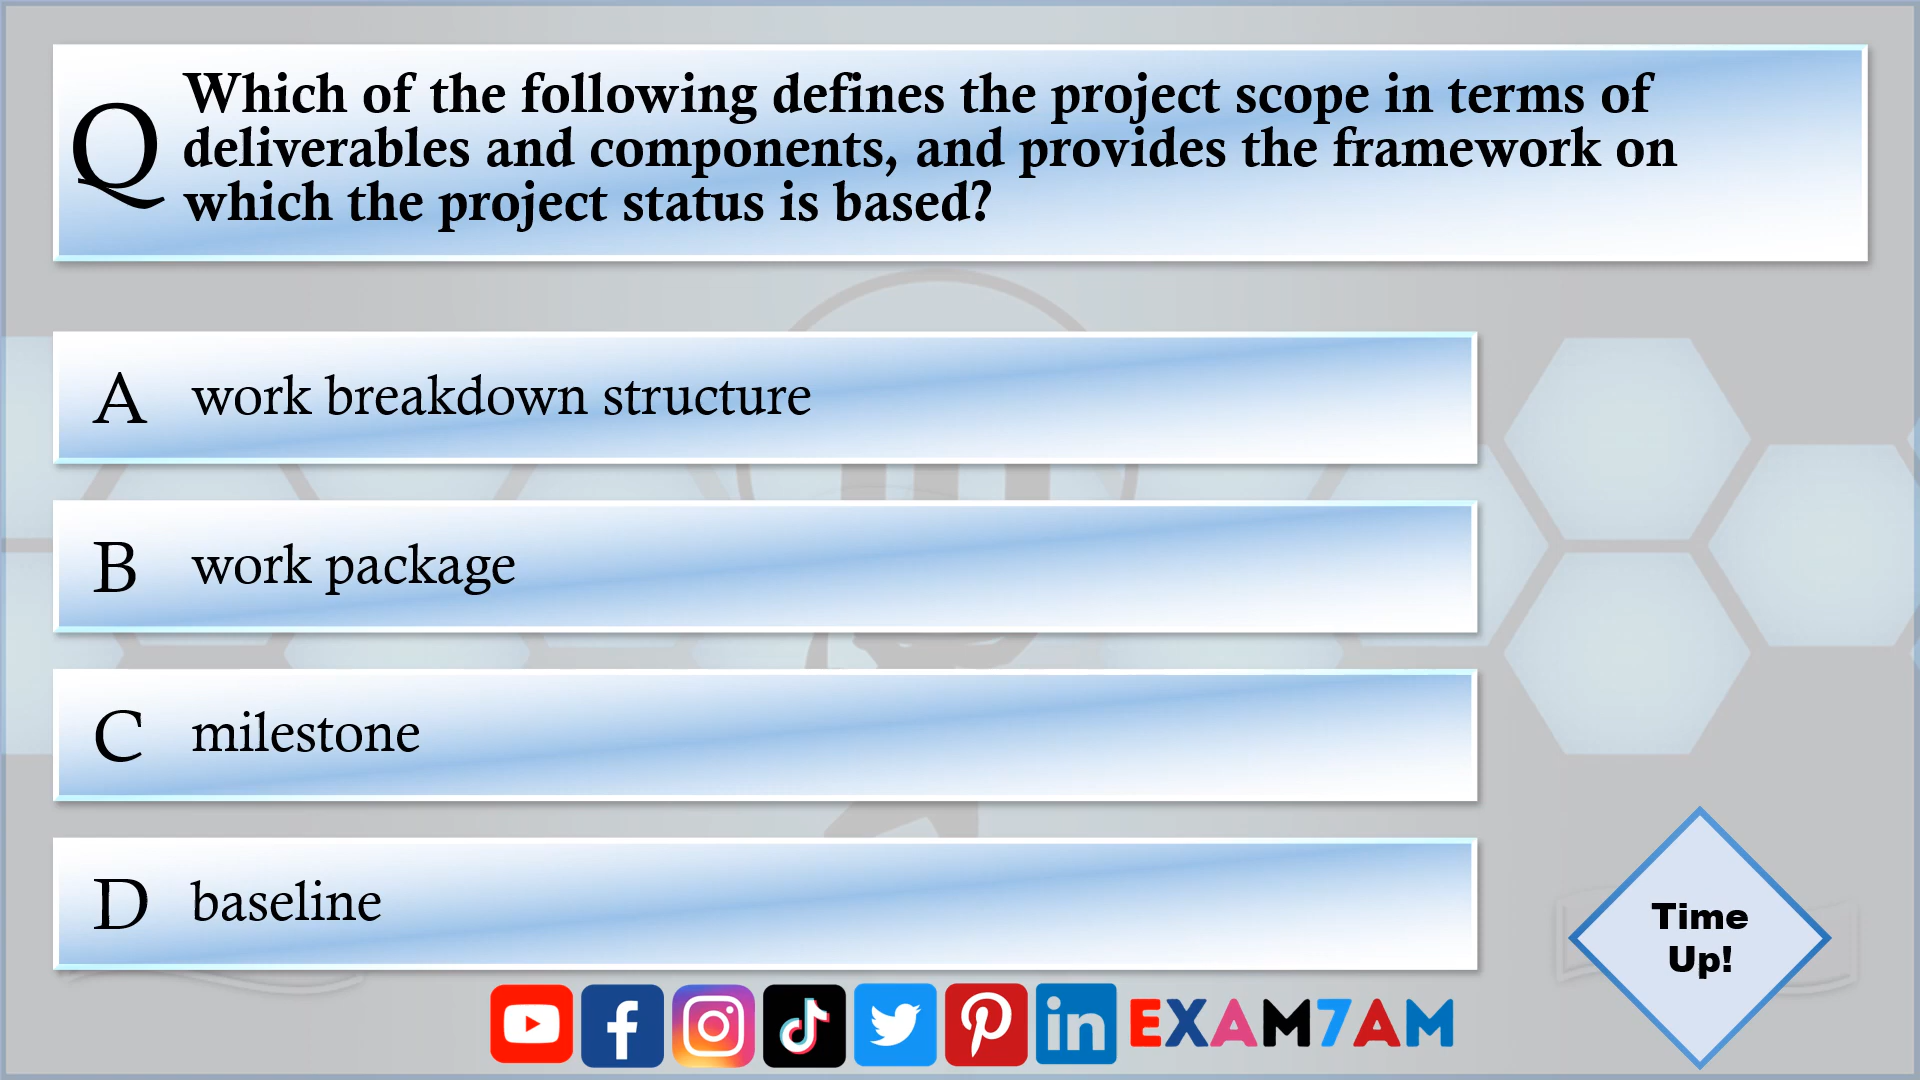 Q
Which of the following defines the project scope in terms of
deliverables and components, and provides the framework on
which the project status is based?
A work breakdown structure
B work package
C milestone
D baseline
Time
Up!
EXAM7AM